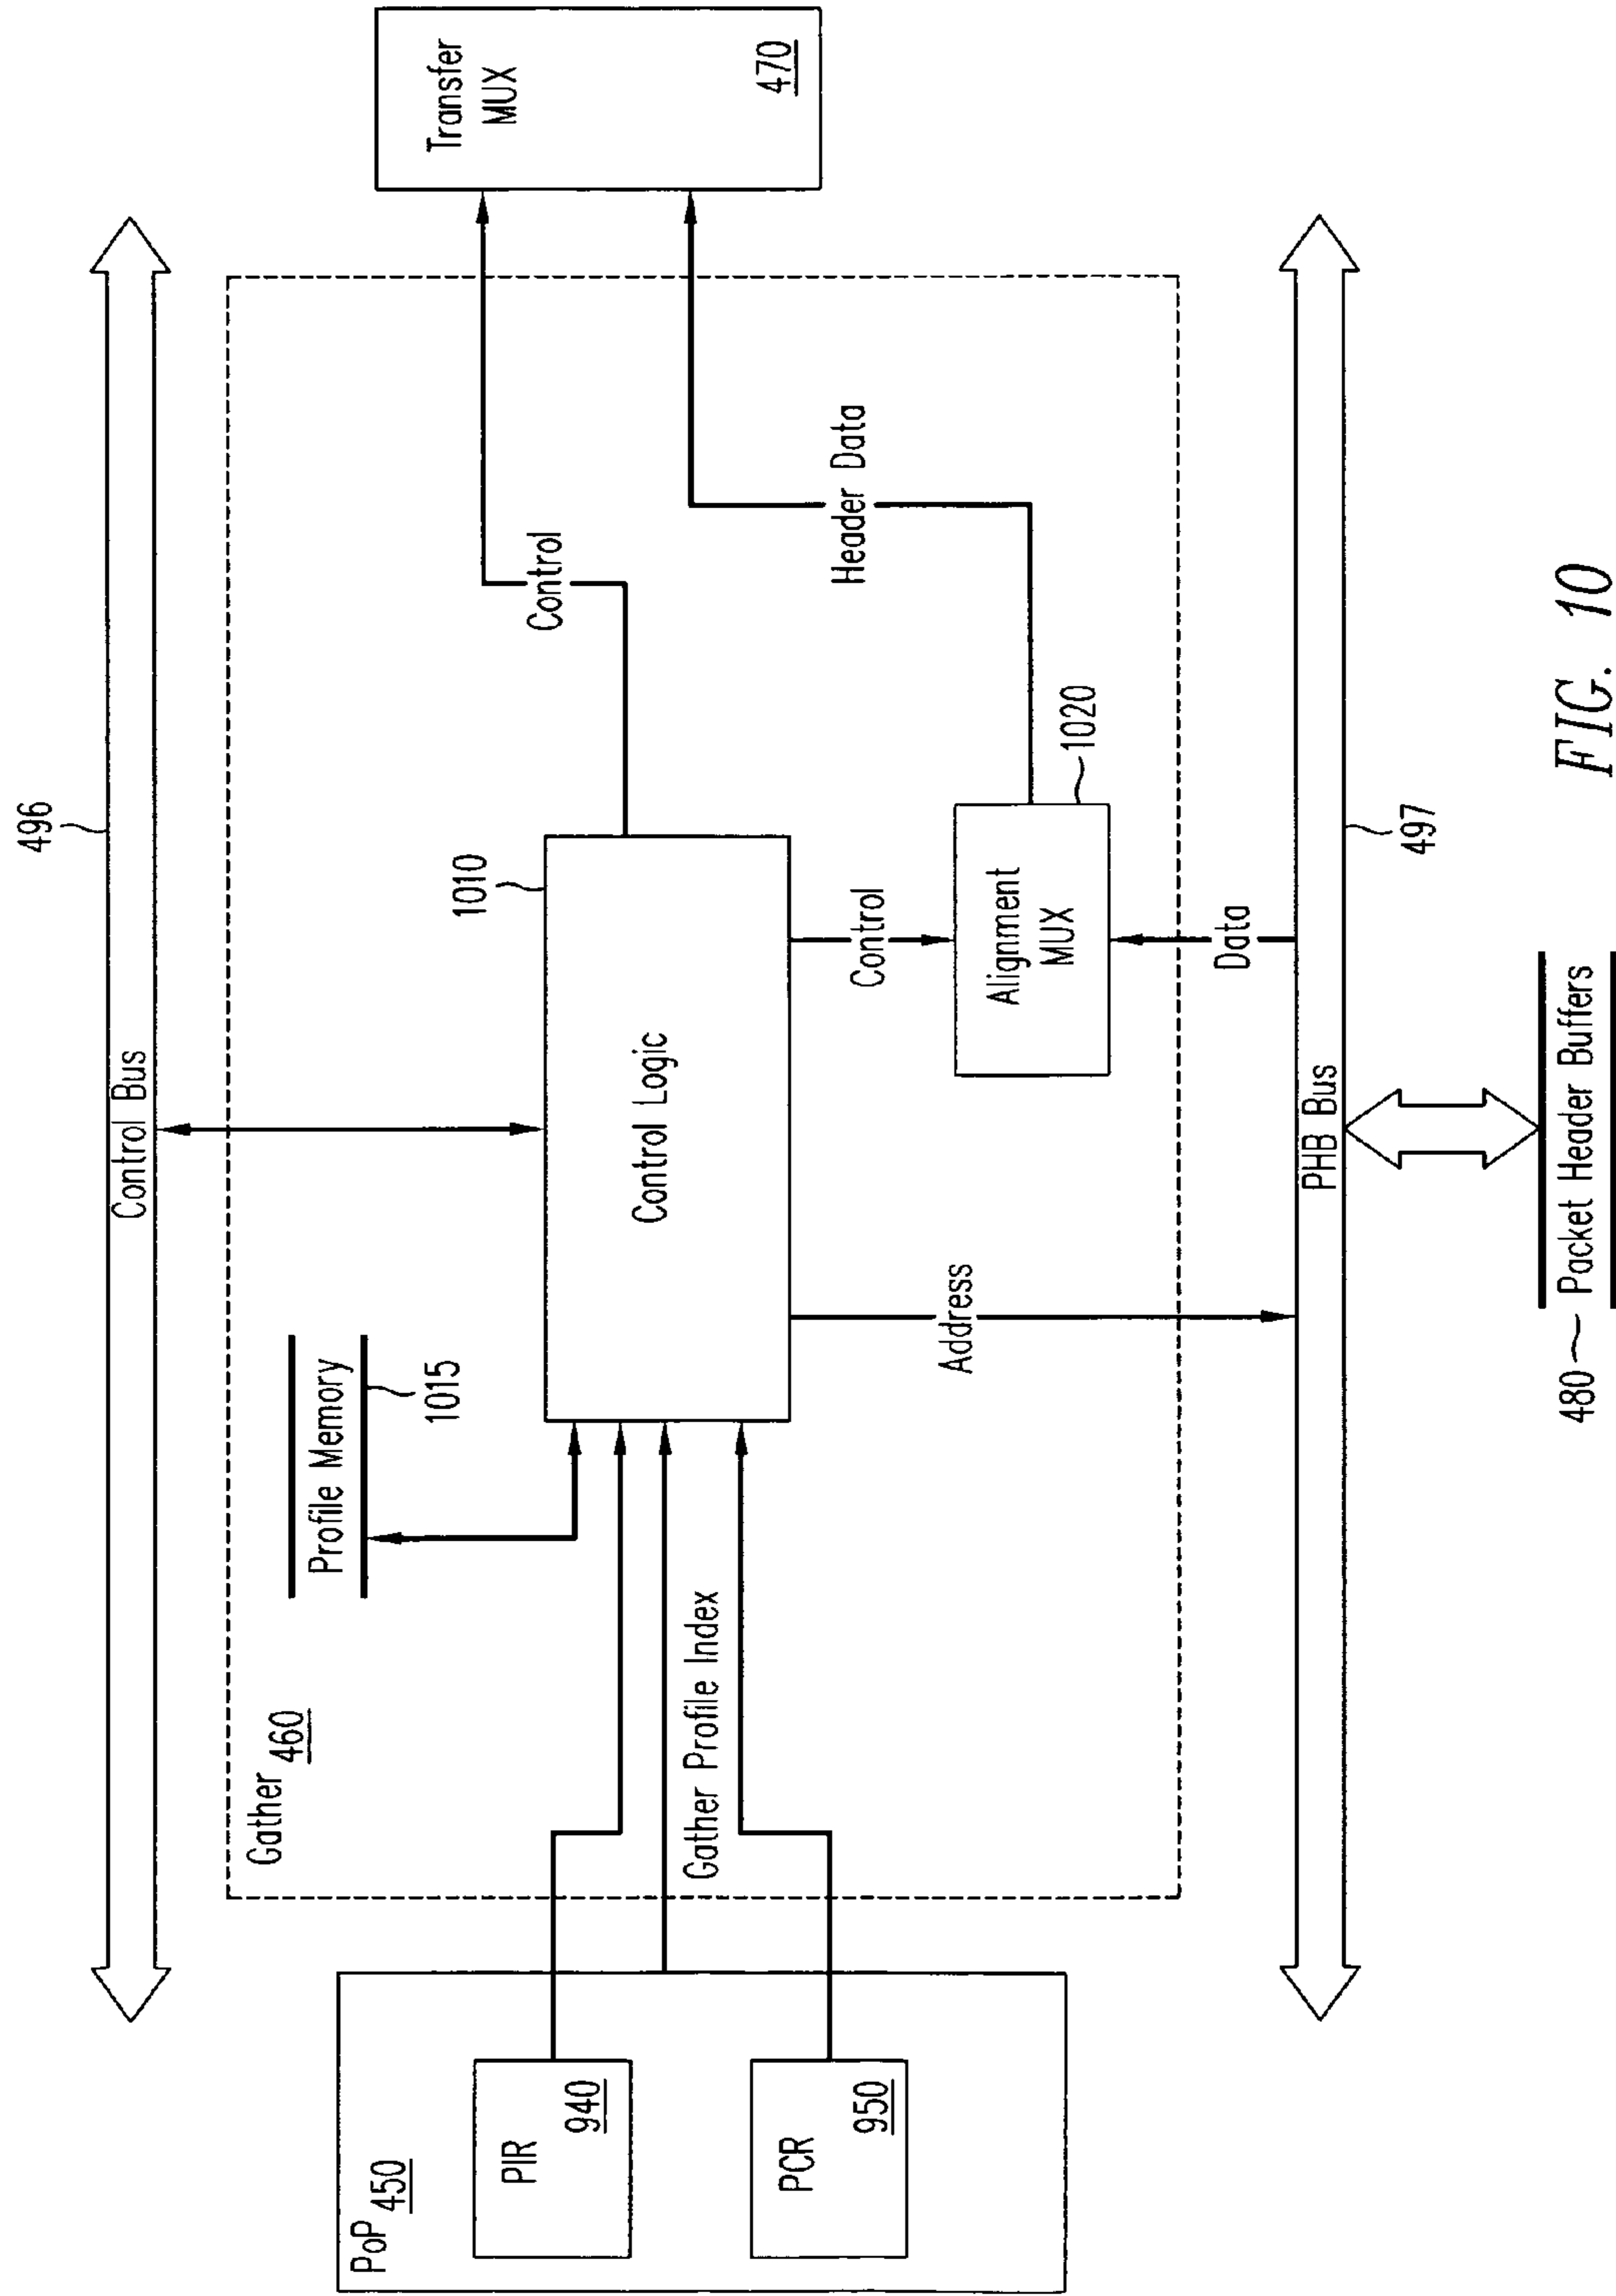 496
Control Bus
Gather 460
Profile Memory
1015
1010
Control Logic
Control
Transfer
MUX
470
PoP 450
PIR
940
PCR
950
Gather Profile Index
Address
Control
Alignment
MUX
1020
Header Data
Data
PHB Bus
497
480
Packet Header Buffers
FIG. 10